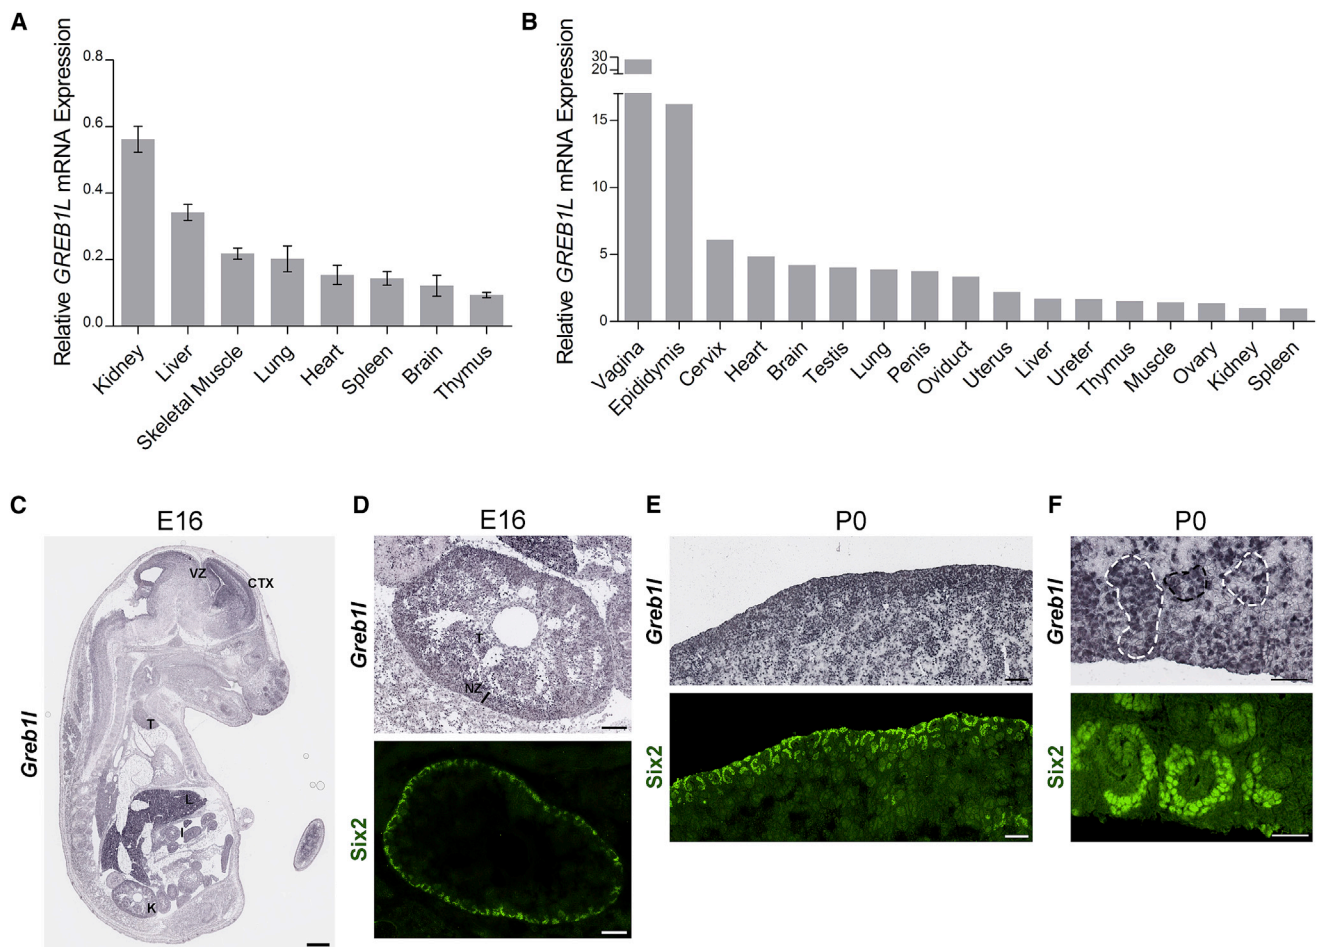 A
Relative GREB1L mRNA Expression
0.8
0.6
0.4
0.2
0.0
Kidney
Liver
Skeletal Muscle
Lung
Heart
Spleen
Brain
Thymus
B
Relative GREB1L mRNA Expression
30
20
15
10
5
0
Vagina
Epididymis
Cervix
Heart
Brain
Testis
Lung
Penis
Oviduct
Uterus
Liver
Ureter
Thymus
Muscle
Ovary
Kidney
Spleen
C
E16
Greb1l
VZ
CTX
T
L
I
K
D
E16
Greb1l
T
NZ
Six2
E
P0
Greb1l
Six2
F
P0
Greb1l
Six2